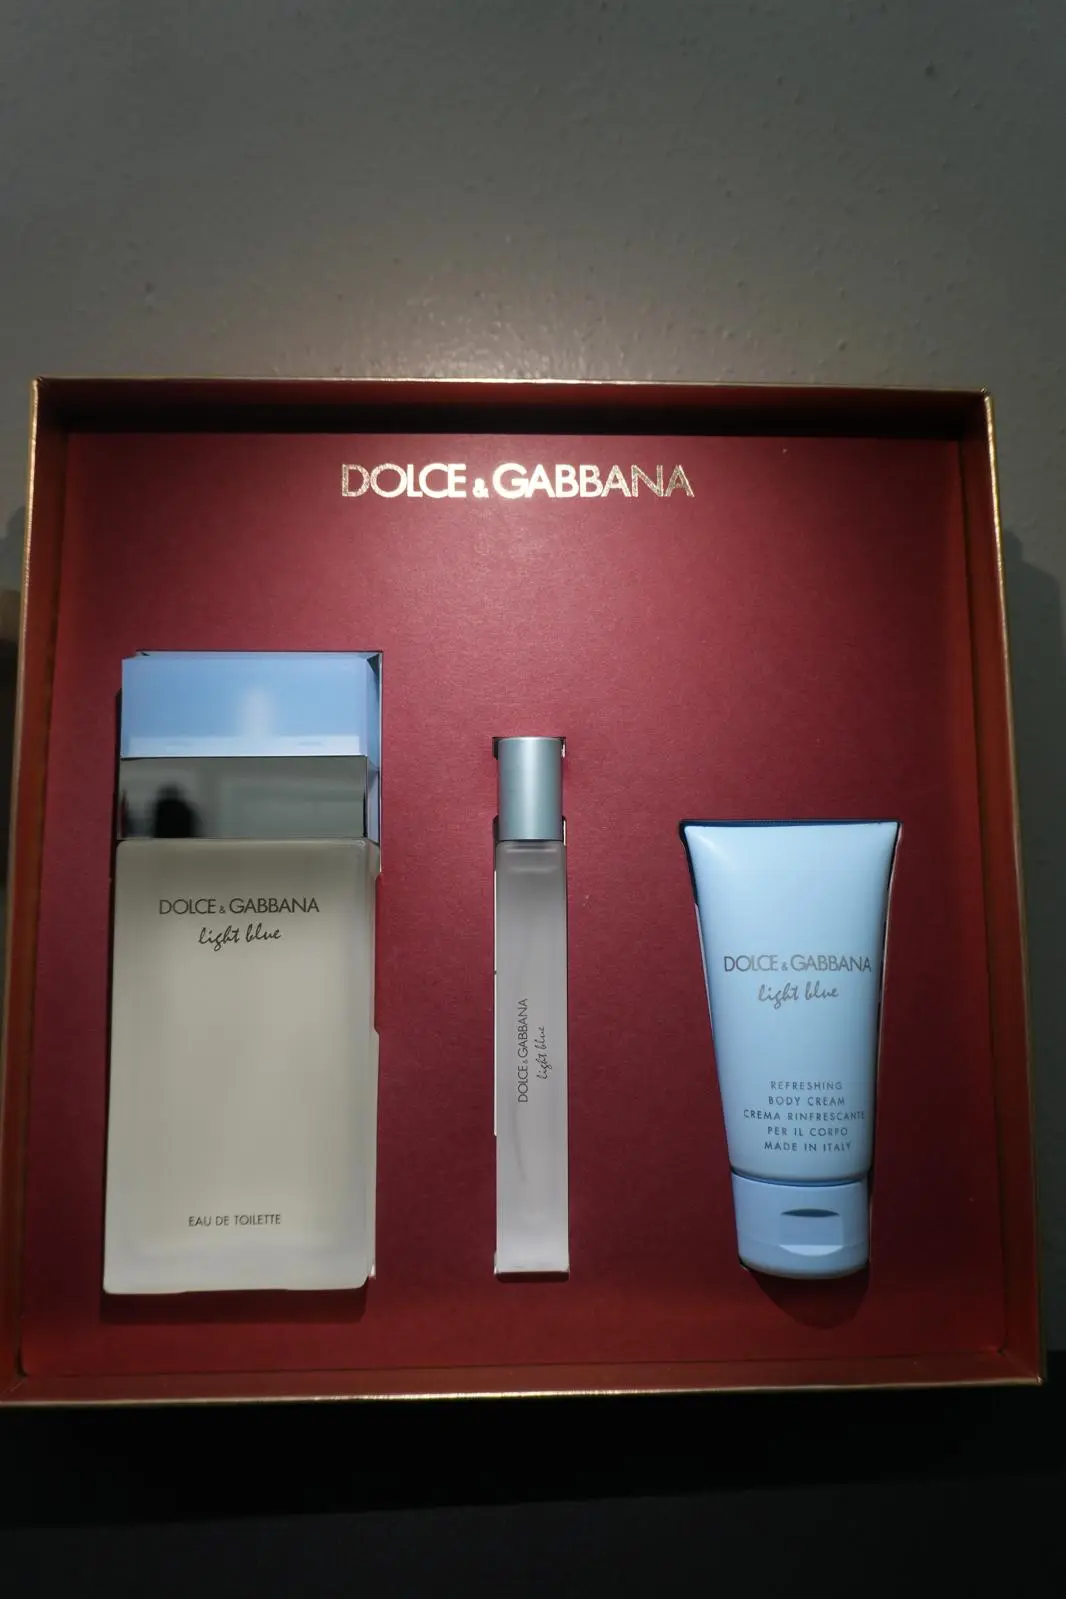 DOLCE & GABBANA
DOLCE & GABBANA
light blue
EAU DE TOILETTE
DOLCE & GABBANA
light blue
DOLCE & GABBANA
light blue
REFRESHING
BODY CREAM
CREMA RINFRESCANTE
PER IL CORPO
MADE IN ITALY